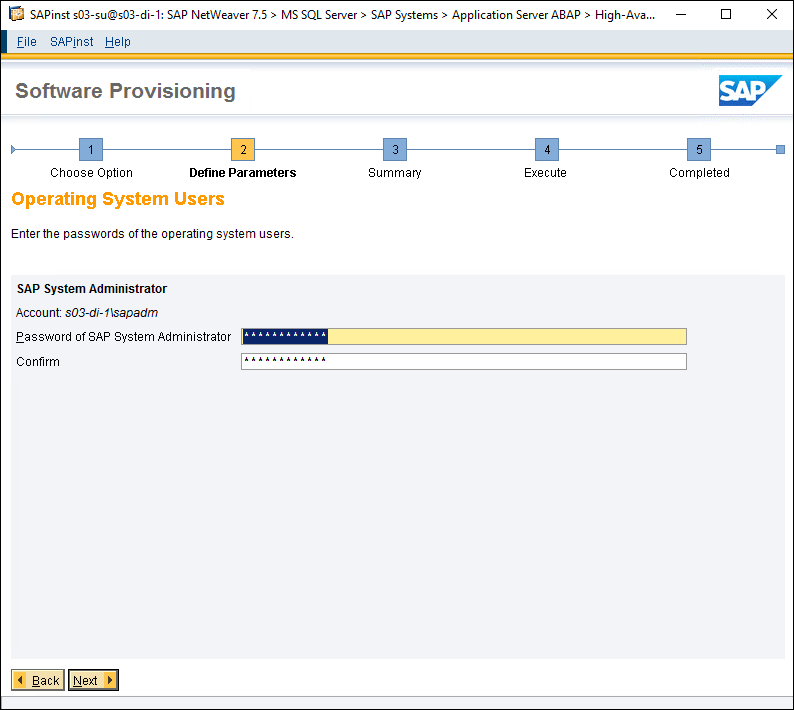 SAPinst s03-su@s03-di-1: SAP NetWeaver 7.5 > MS SQL Server > SAP Systems > Application Server ABAP > High-Ava...
File SAPinst Help
Software Provisioning
SAP
1 2 3 4 5
Choose Option Define Parameters Summary Execute Completed
Operating System Users
Enter the passwords of the operating system users.
SAP System Administrator
Account: s03-di-1\sapadm
Password of SAP System Administrator ************
Confirm ************
Back Next